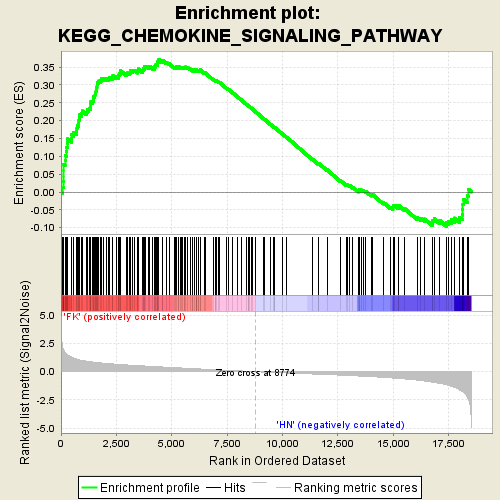 Enrichment plot:
KEGG_CHEMOKINE_SIGNALING_PATHWAY
Enrichment score (ES)
0.35
0.30
0.25
0.20
0.15
0.10
0.05
0.00
-0.05
-0.10
'FK' (positively correlated)
Ranked list metric (Signal2Noise)
5.0
2.5
0.0
-2.5
-5.0
Zero cross at 8774
'HN' (negatively correlated)
0
2,500
5,000
7,500
10,000
12,500
15,000
17,500
Rank in Ordered Dataset
Enrichment profile
Hits
Ranking metric scores